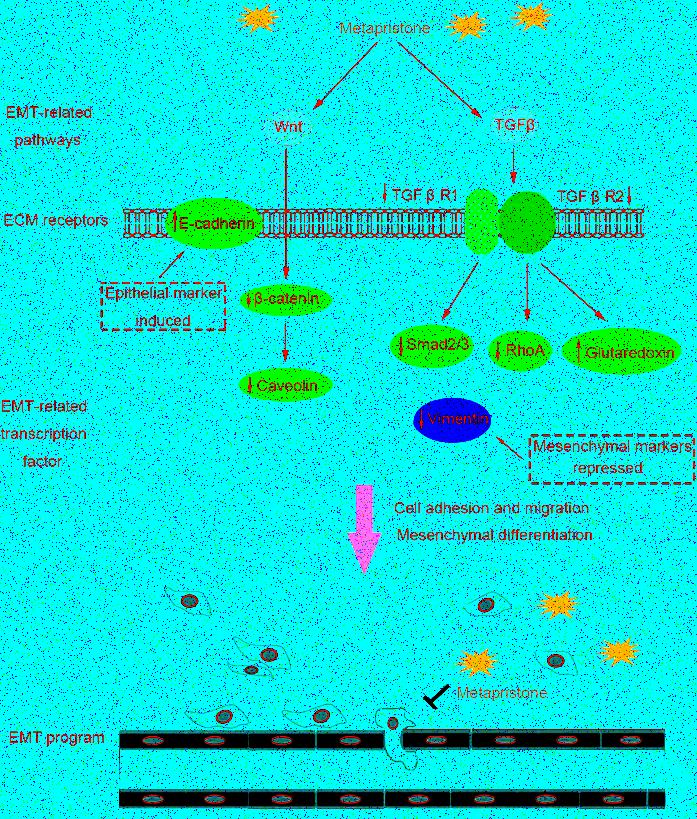 Metapristone
EMT-related
pathways
Wnt
TGFβ
TGF β R1
TGF β R2
ECM receptors
E-cadherin
Epithelial marker
induced
β-catenin
Smad2/3
RhoA
Glutaredoxin
Caveolin
EMT-related
transcription
factor
Vimentin
Mesenchymal markers
repressed
Cell adhesion and migration
Mesenchymal differentiation
Metapristone
EMT program